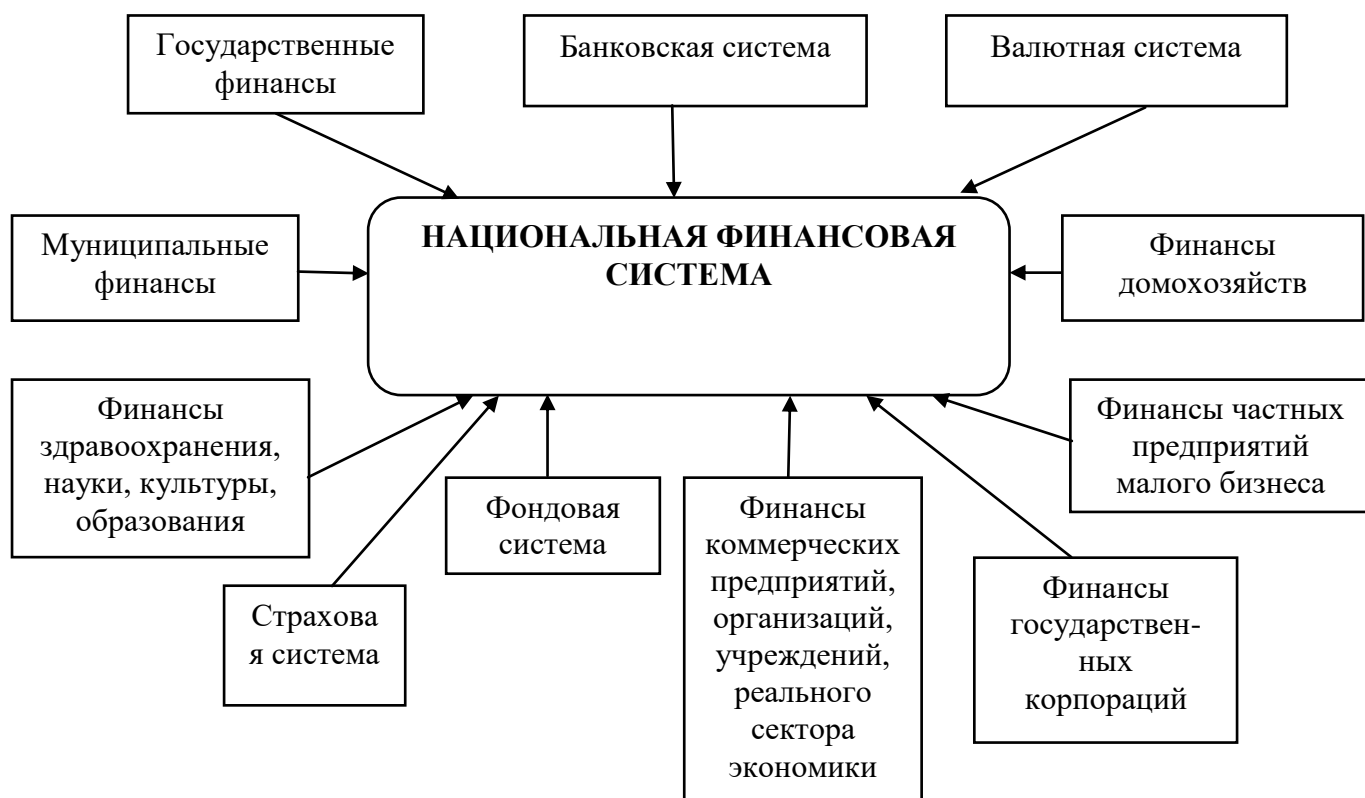 Государственные
финансы
Банковская система
Валютная система
НАЦИОНАЛЬНАЯ ФИНАНСОВАЯ
СИСТЕМА
Муниципальные
финансы
Финансы
домохозяйств
Финансы
здравоохранения,
науки, культуры,
образования
Страхова
я система
Фондовая
система
Финансы
коммерческих
предприятий,
организаций,
учреждений,
реального
сектора
экономики
Финансы
государствен-
ных
корпораций
Финансы частных
предприятий
малого бизнеса